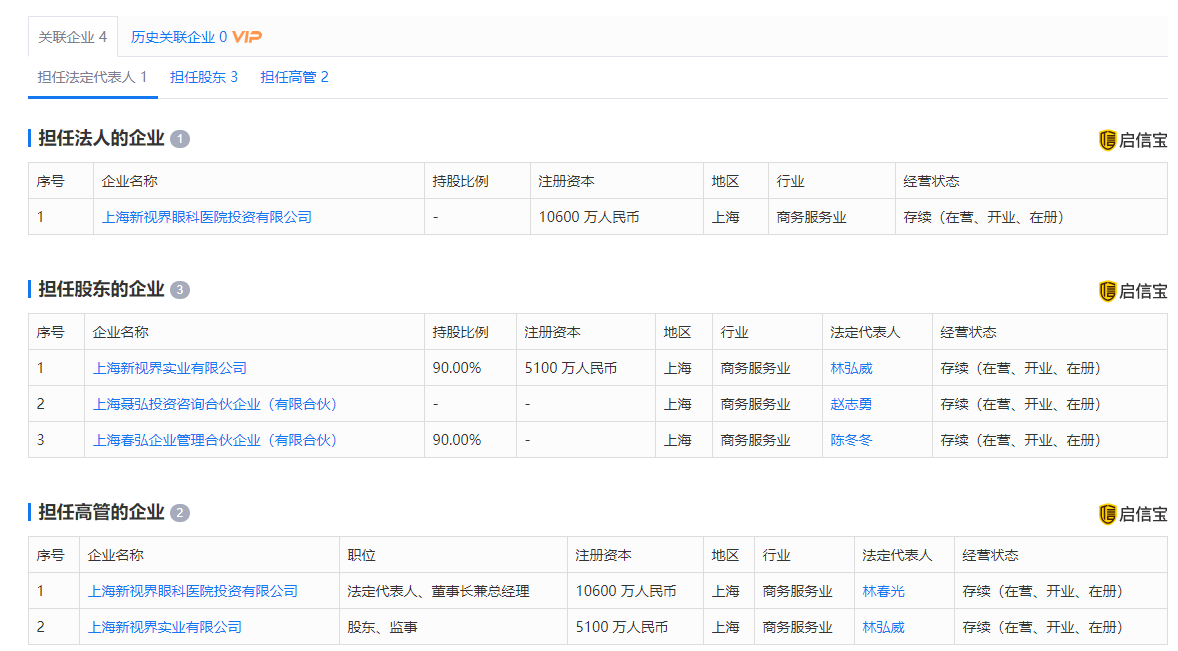 关联企业 4 历史关联企业 0 VIP
担任法定代表人 1 担任股东 3 担任高管 2
担任法人的企业 1 启信宝
序号 企业名称 持股比例 注册资本 地区 行业 经营状态
1 上海新视界眼科医院投资有限公司 - 10600 万人民币 上海 商务服务业 存续（在营、开业、在册）
担任股东的企业 3 启信宝
序号 企业名称 持股比例 注册资本 地区 行业 法定代表人 经营状态
1 上海新视界实业有限公司 90.00% 5100 万人民币 上海 商务服务业 林弘威 存续（在营、开业、在册）
2 上海聂弘投资咨询合伙企业（有限合伙） - - 上海 商务服务业 赵志勇 存续（在营、开业、在册）
3 上海春弘企业管理合伙企业（有限合伙） 90.00% - 上海 商务服务业 陈冬冬 存续（在营、开业、在册）
担任高管的企业 2 启信宝
序号 企业名称 职位 注册资本 地区 行业 法定代表人 经营状态
1 上海新视界眼科医院投资有限公司 法定代表人、董事长兼总经理 10600 万人民币 上海 商务服务业 林春光 存续（在营、开业、在册）
2 上海新视界实业有限公司 股东、监事 5100 万人民币 上海 商务服务业 林弘威 存续（在营、开业、在册）